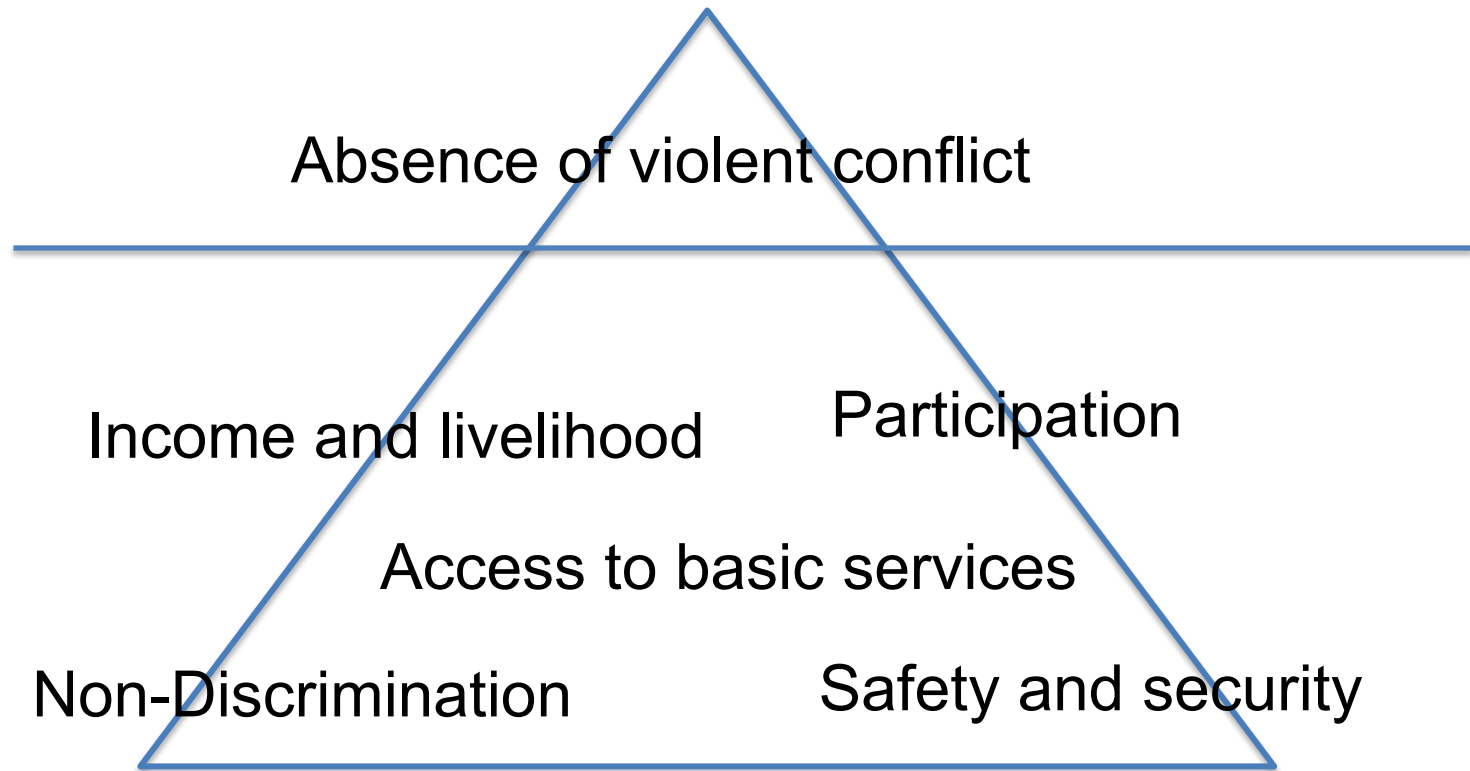 Absence of violent conflict
Income and livelihood
Participation
Access to basic services
Non-Discrimination
Safety and security